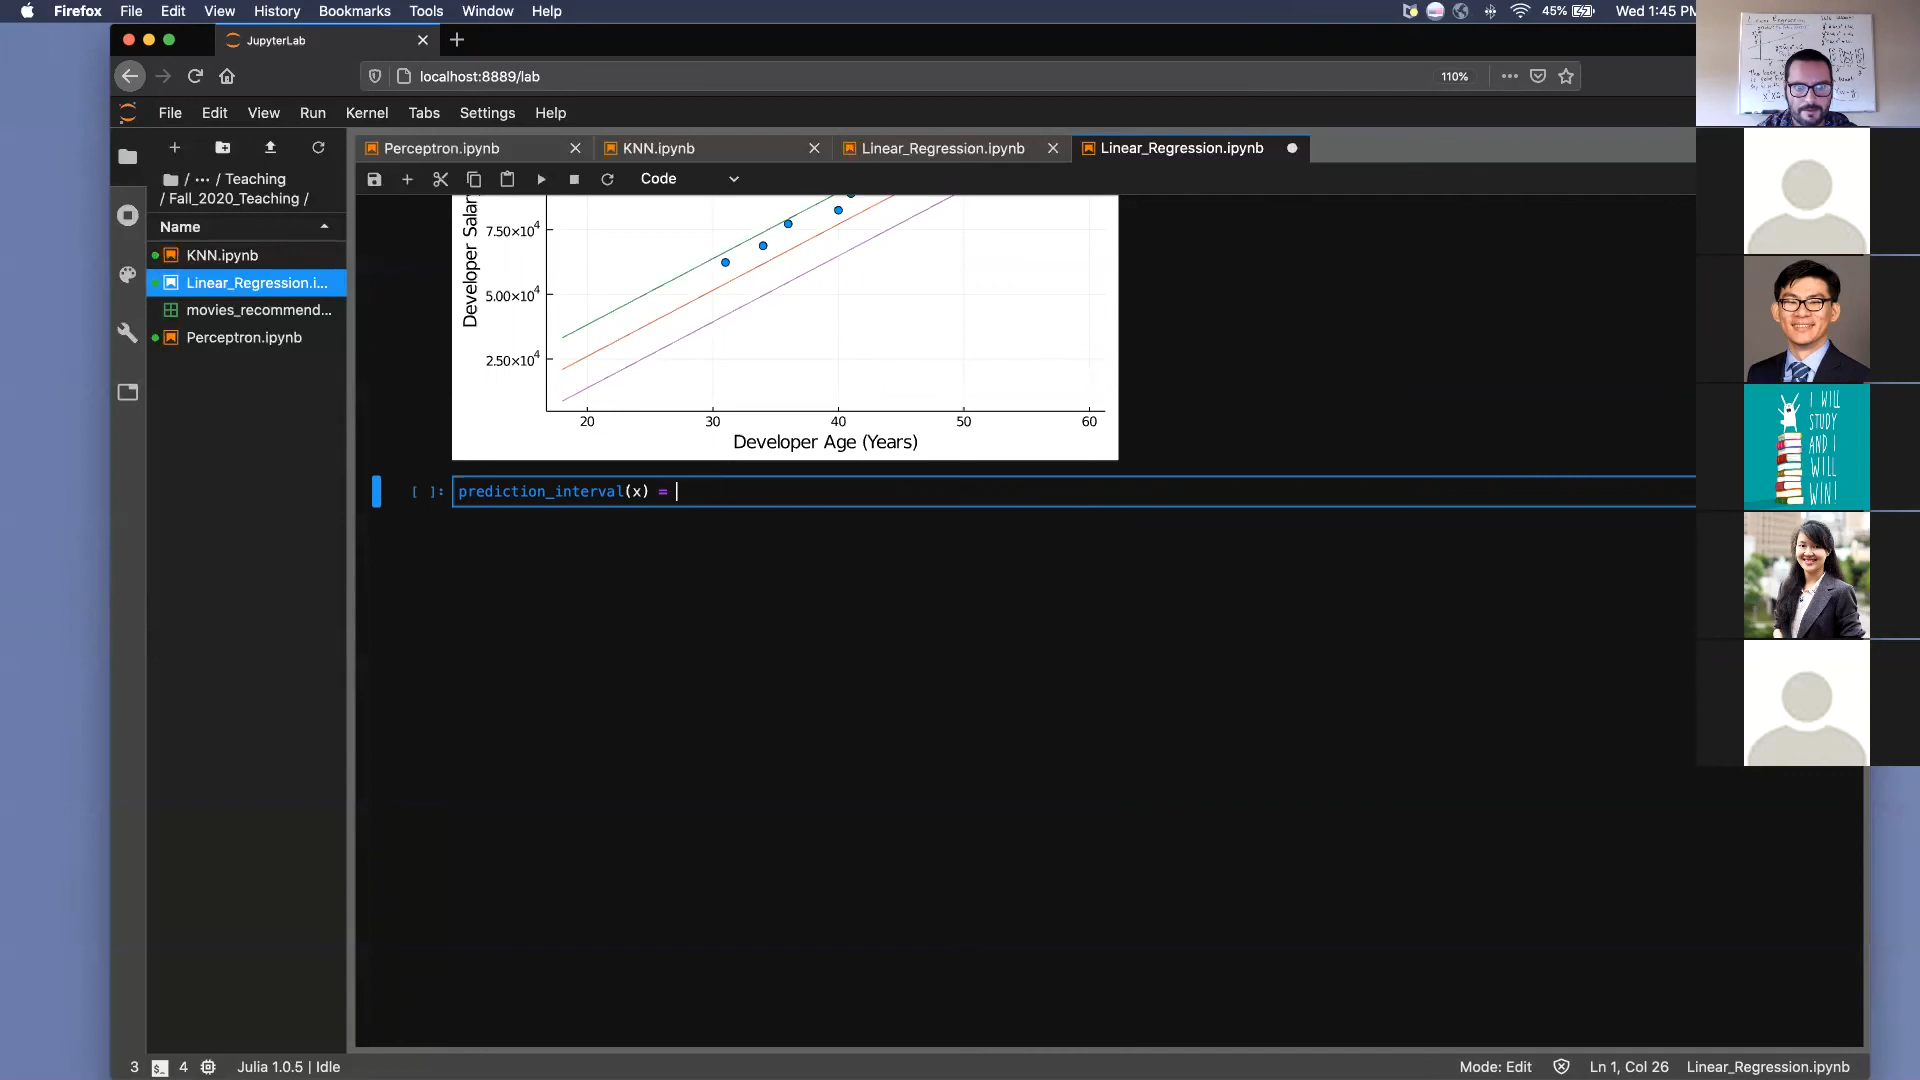 Firefox File Edit View History Bookmarks Tools Window Help
45% Wed 1:45 PM
JupyterLab
localhost:8889/lab
110%
File Edit View Run Kernel Tabs Settings Help
Perceptron.ipynb
KNN.ipynb
Linear_Regression.ipynb
Linear_Regression.ipynb
Code
/ ··· / Teaching
/ Fall_2020_Teaching /
Name
KNN.ipynb
Linear_Regression.i...
movies_recommend...
Perceptron.ipynb
Developer Salar
7.50×10⁴
5.00×10⁴
2.50×10⁴
20 30 40 50 60
Developer Age (Years)
[ ]: prediction_interval(x) =
Linear Regression
I WILL
STUDY
AND I
WILL
WIN!
3 $_ 4 Julia 1.0.5 | Idle
Mode: Edit Ln 1, Col 26 Linear_Regression.ipynb